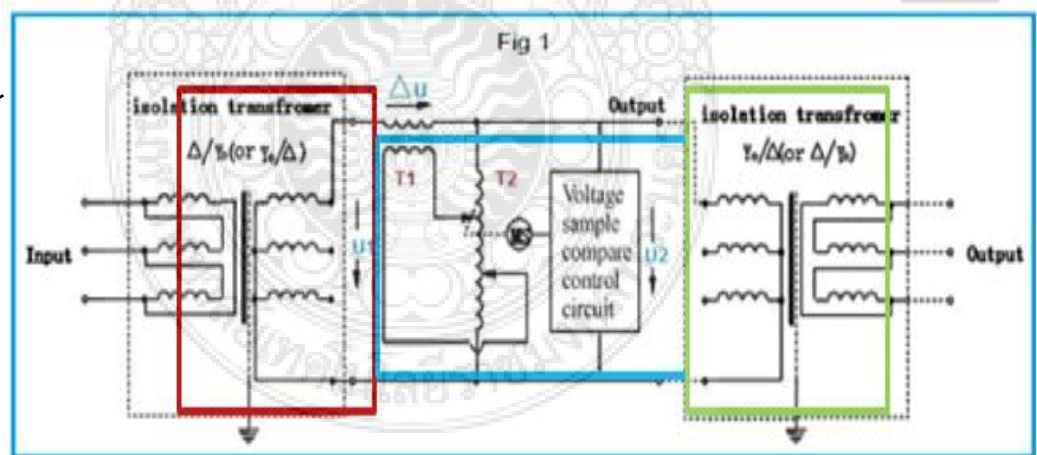 Fig 1
ΔU
Output
isolation transfromer
Δ/Y₀(or Y₀/Δ)
isolation transfromer
Y₀/Δ(or Δ/Y₀)
T1
T2
Voltage
sample
compare
control
circuit
MS
U1
U2
Input
Output